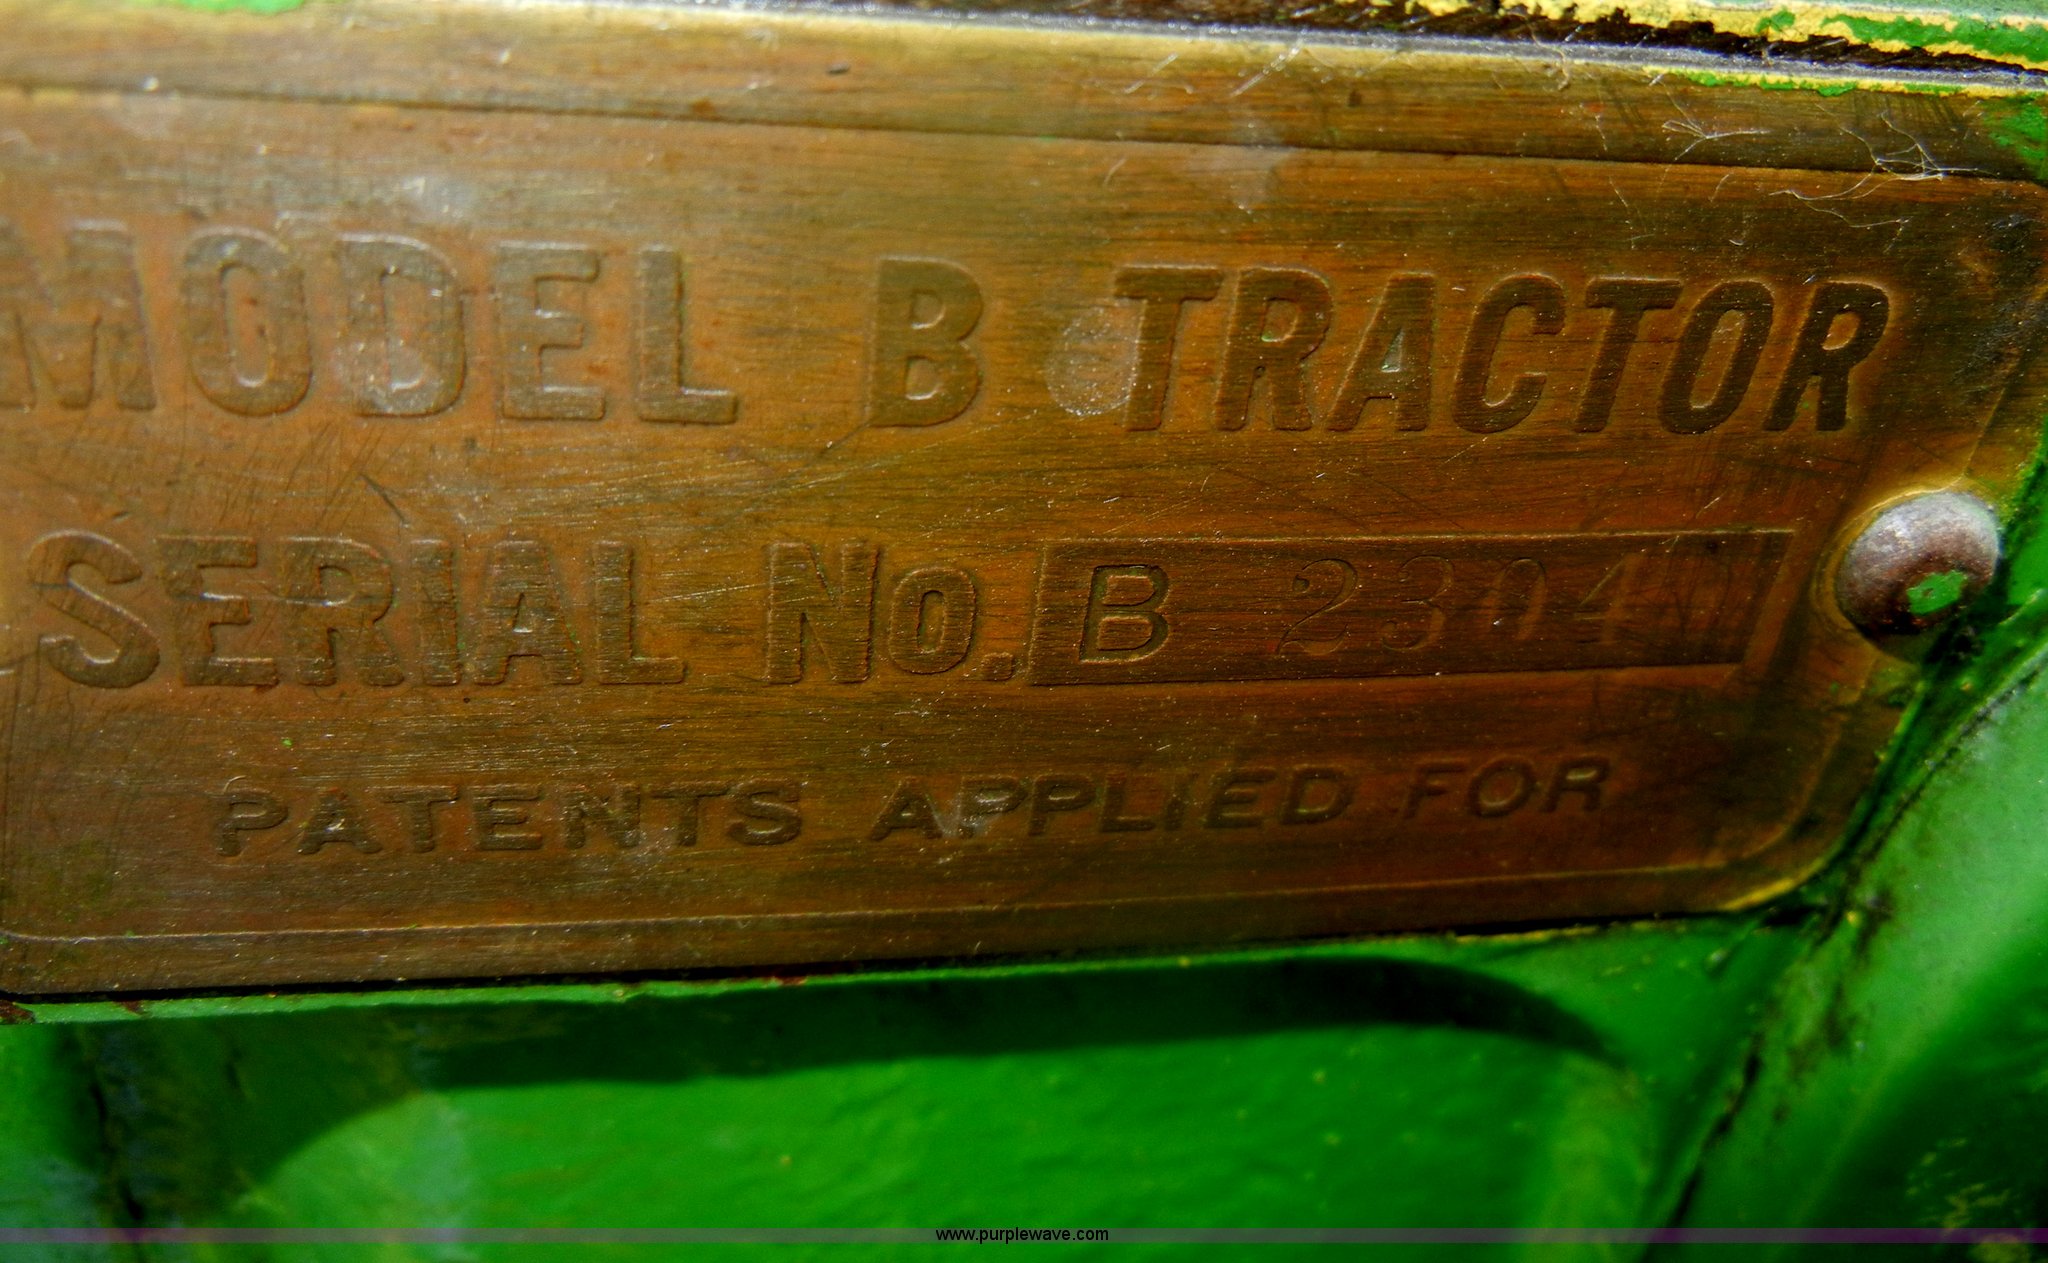 MODEL B TRACTOR
SERIAL No. B 2304
PATENTS APPLIED FOR
www.purplewave.com